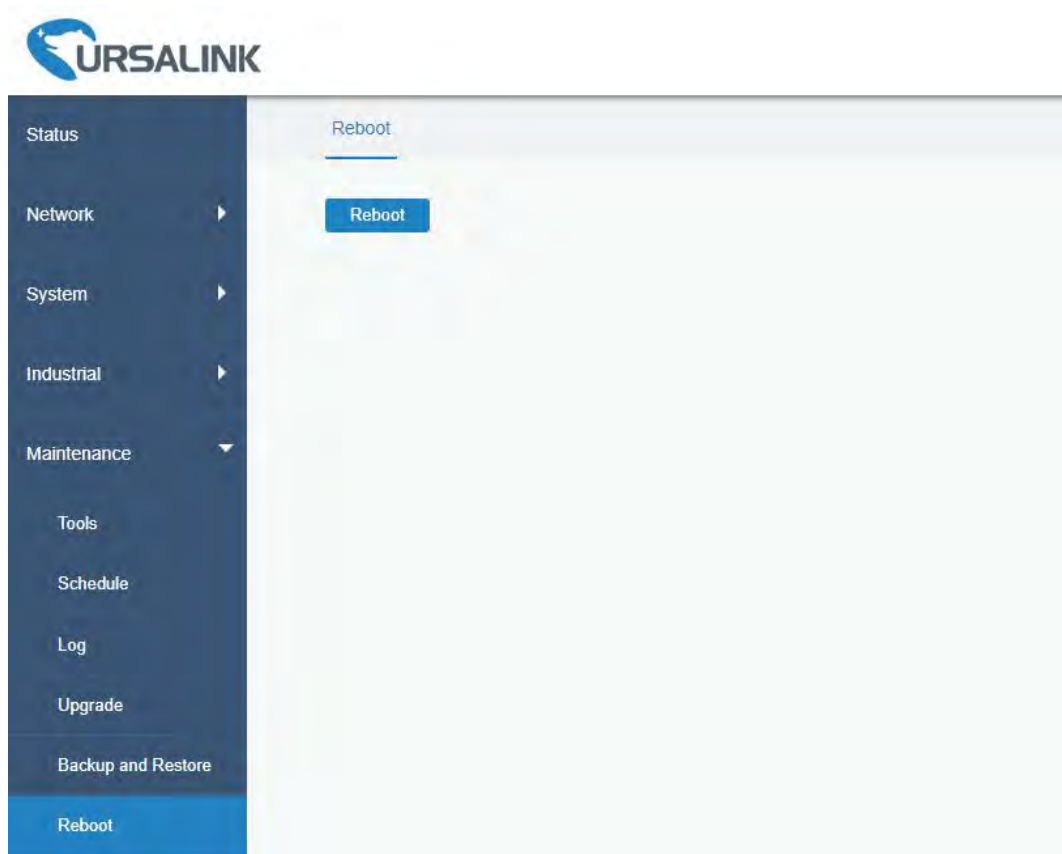 URSALINK
Status
Reboot
Network
Reboot
System
Industrial
Maintenance
Tools
Schedule
Log
Upgrade
Backup and Restore
Reboot